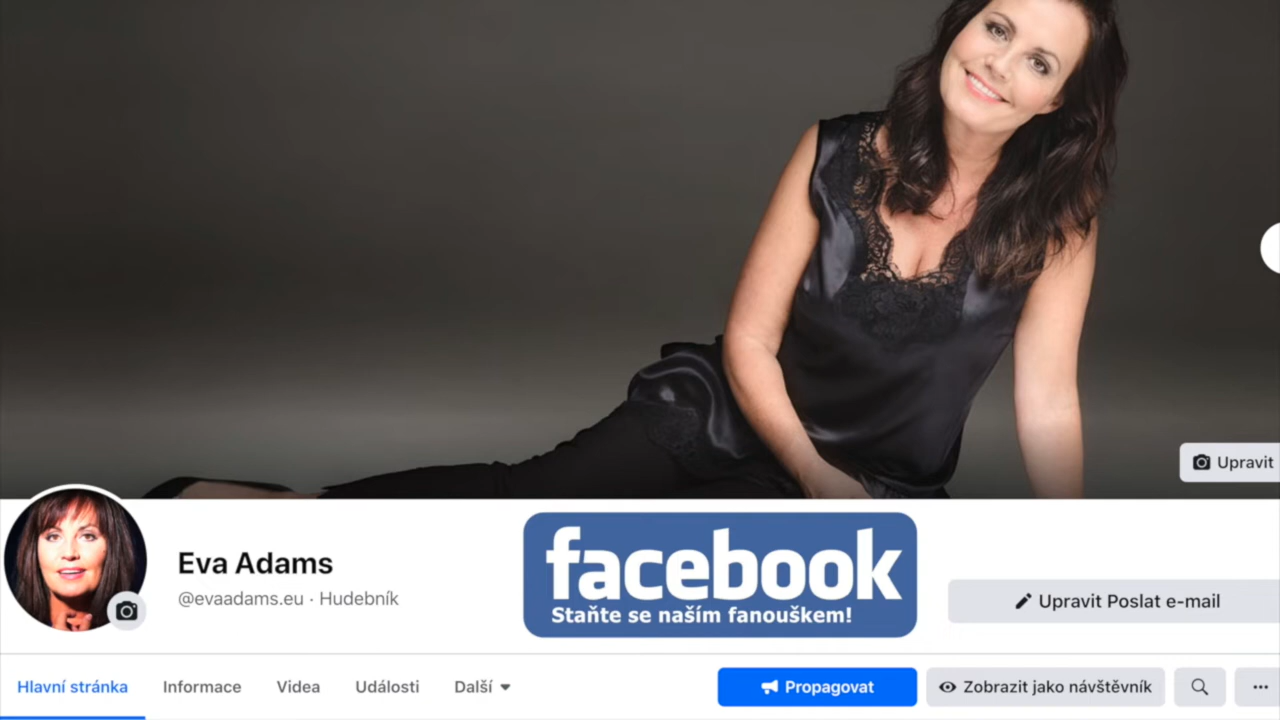 Upravit
Eva Adams
@evaadams.eu · Hudebník
facebook
Staňte se naším fanouškem!
Upravit Poslat e-mail
Hlavní stránka
Informace
Videa
Události
Další
Propagovat
Zobrazit jako návštěvník